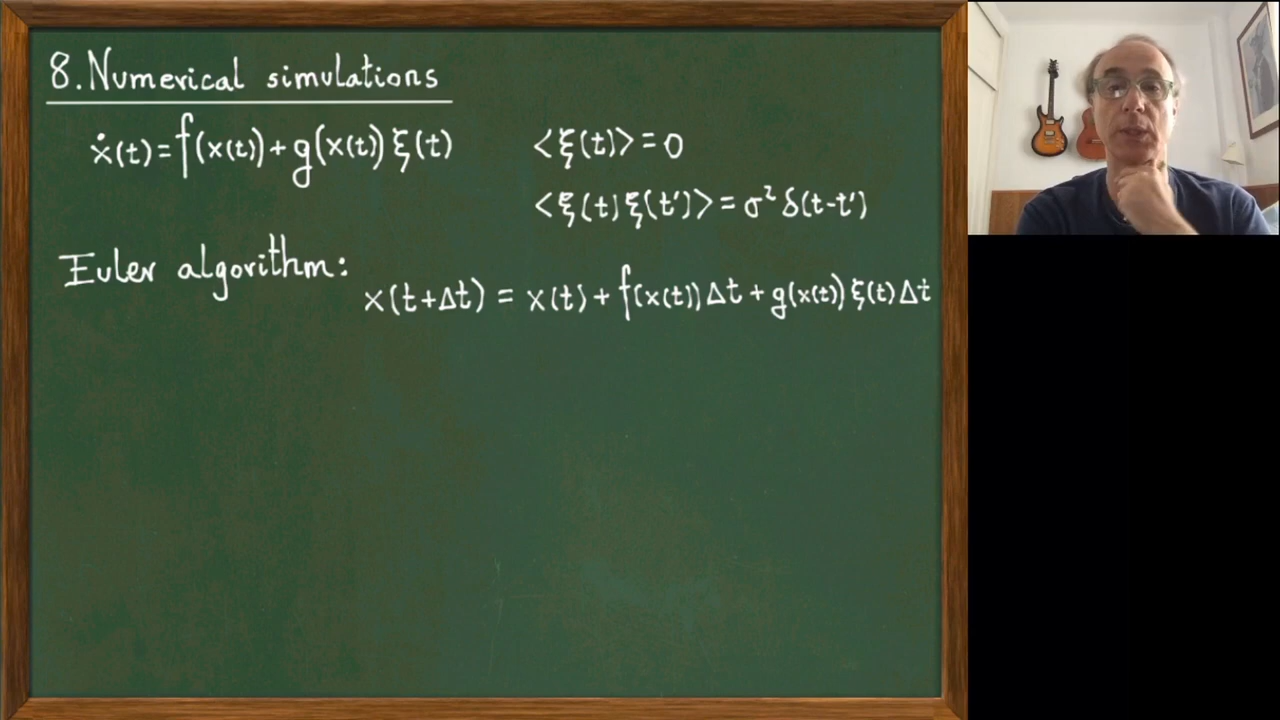 8. Numerical simulations
ẋ(t)=f(x(t))+g(x(t)) ξ(t)
<ξ(t)> = 0
<ξ(t) ξ(t')> = σ² δ(t-t')
Euler algorithm:
x(t+Δt) = x(t) + f(x(t)) Δt + g(x(t)) ξ(t) Δt